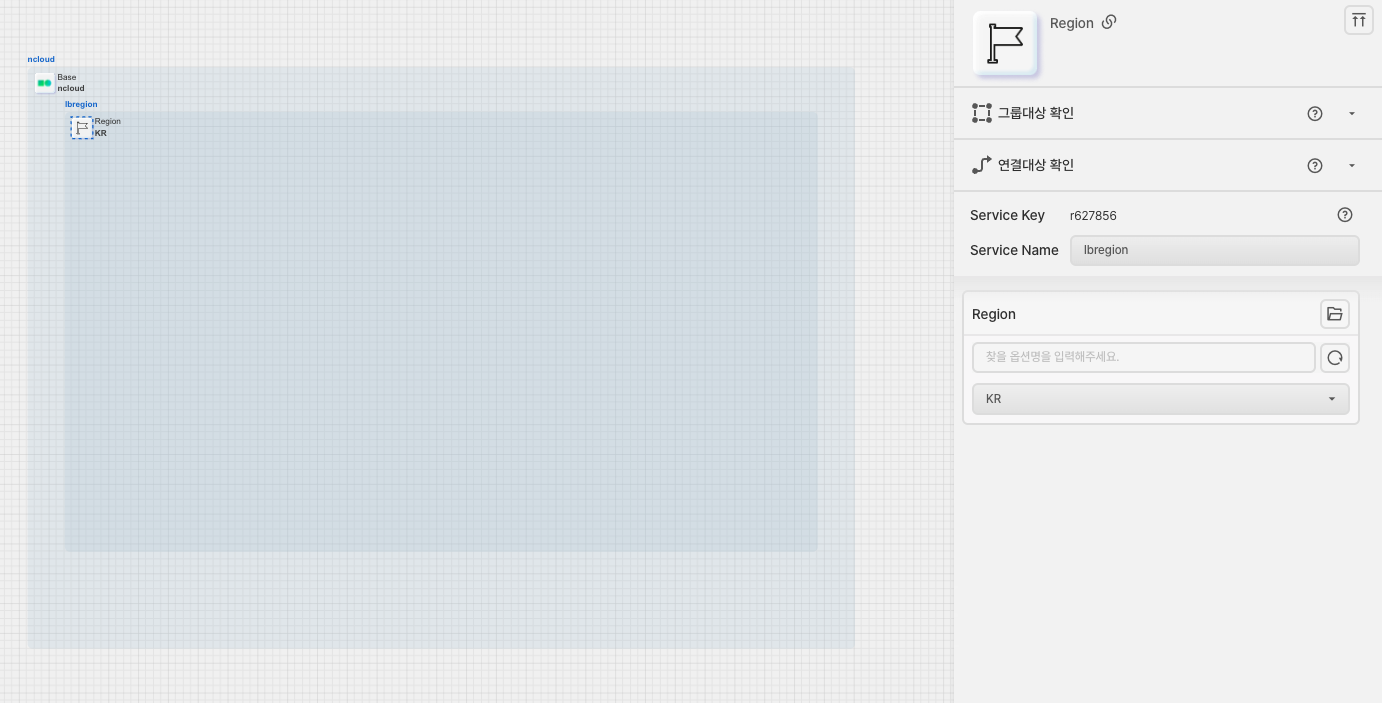 ncloud
Base
ncloud
lbregion
Region
KR
Region
그룹대상 확인
연결대상 확인
Service Key r627856
Service Name lbregion
Region
찾을 옵션명을 입력해주세요.
KR